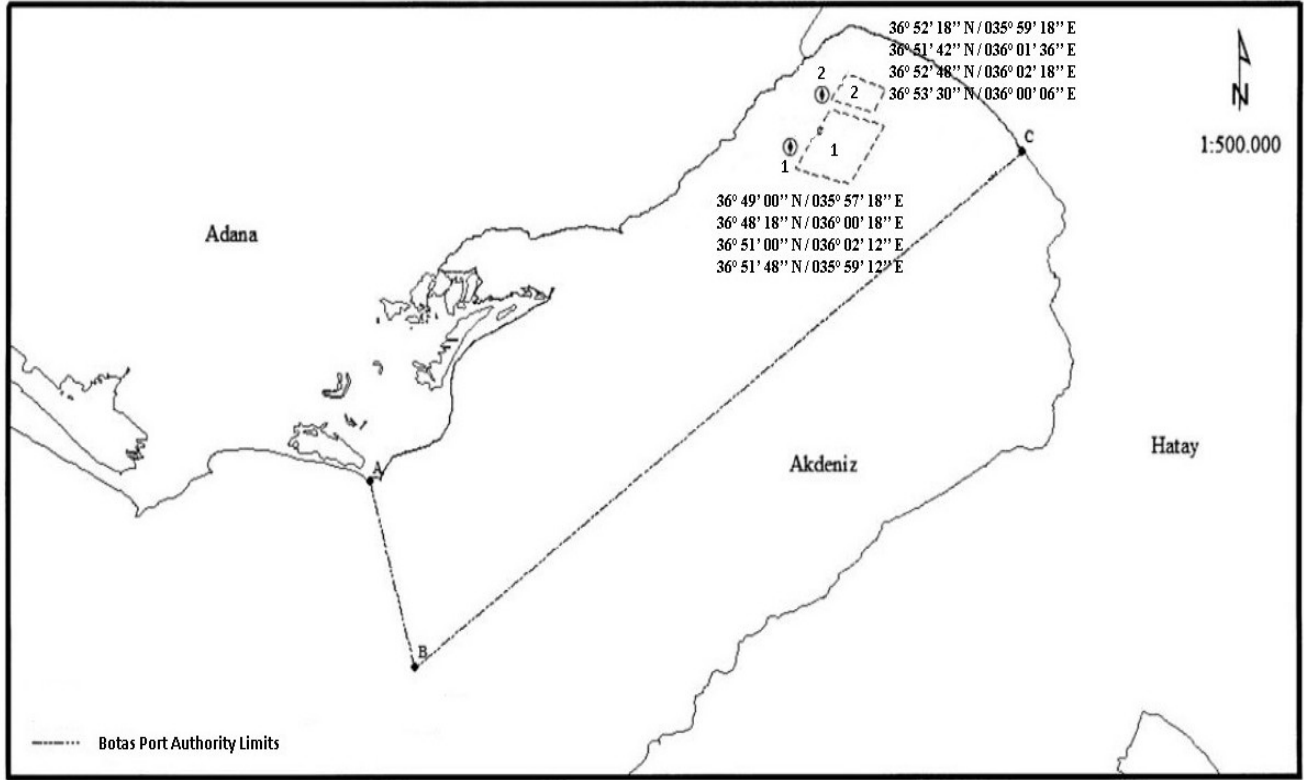 36° 52’ 18’’ N / 035° 59’ 18’’ E
36° 51’ 42’’ N / 036° 01’ 36’’ E
36° 52’ 48’’ N / 036° 02’ 18’’ E
36° 53’ 30’’ N / 036° 00’ 06’’ E
N
1:500.000
2
2
1
1
C
36° 49’ 00’’ N / 035° 57’ 18’’ E
36° 48’ 18’’ N / 036° 00’ 18’’ E
36° 51’ 00’’ N / 036° 02’ 12’’ E
36° 51’ 48’’ N / 035° 59’ 12’’ E
Adana
A
Akdeniz
Hatay
B
Botas Port Authority Limits